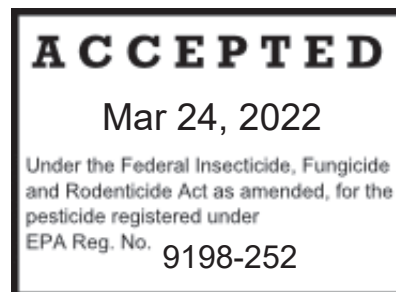 ACCEPTED
Mar 24, 2022
Under the Federal Insecticide, Fungicide
and Rodenticide Act as amended, for the
pesticide registered under
EPA Reg. No. 9198-252